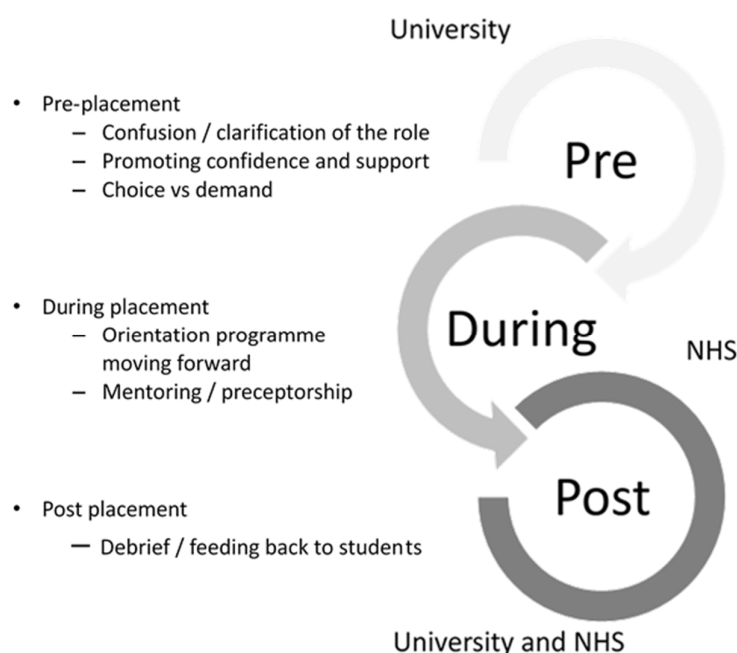 University
• Pre-placement
– Confusion / clarification of the role
– Promoting confidence and support
– Choice vs demand
Pre
• During placement
– Orientation programme
moving forward
– Mentoring / preceptorship
During
NHS
• Post placement
– Debrief / feeding back to students
Post
University and NHS